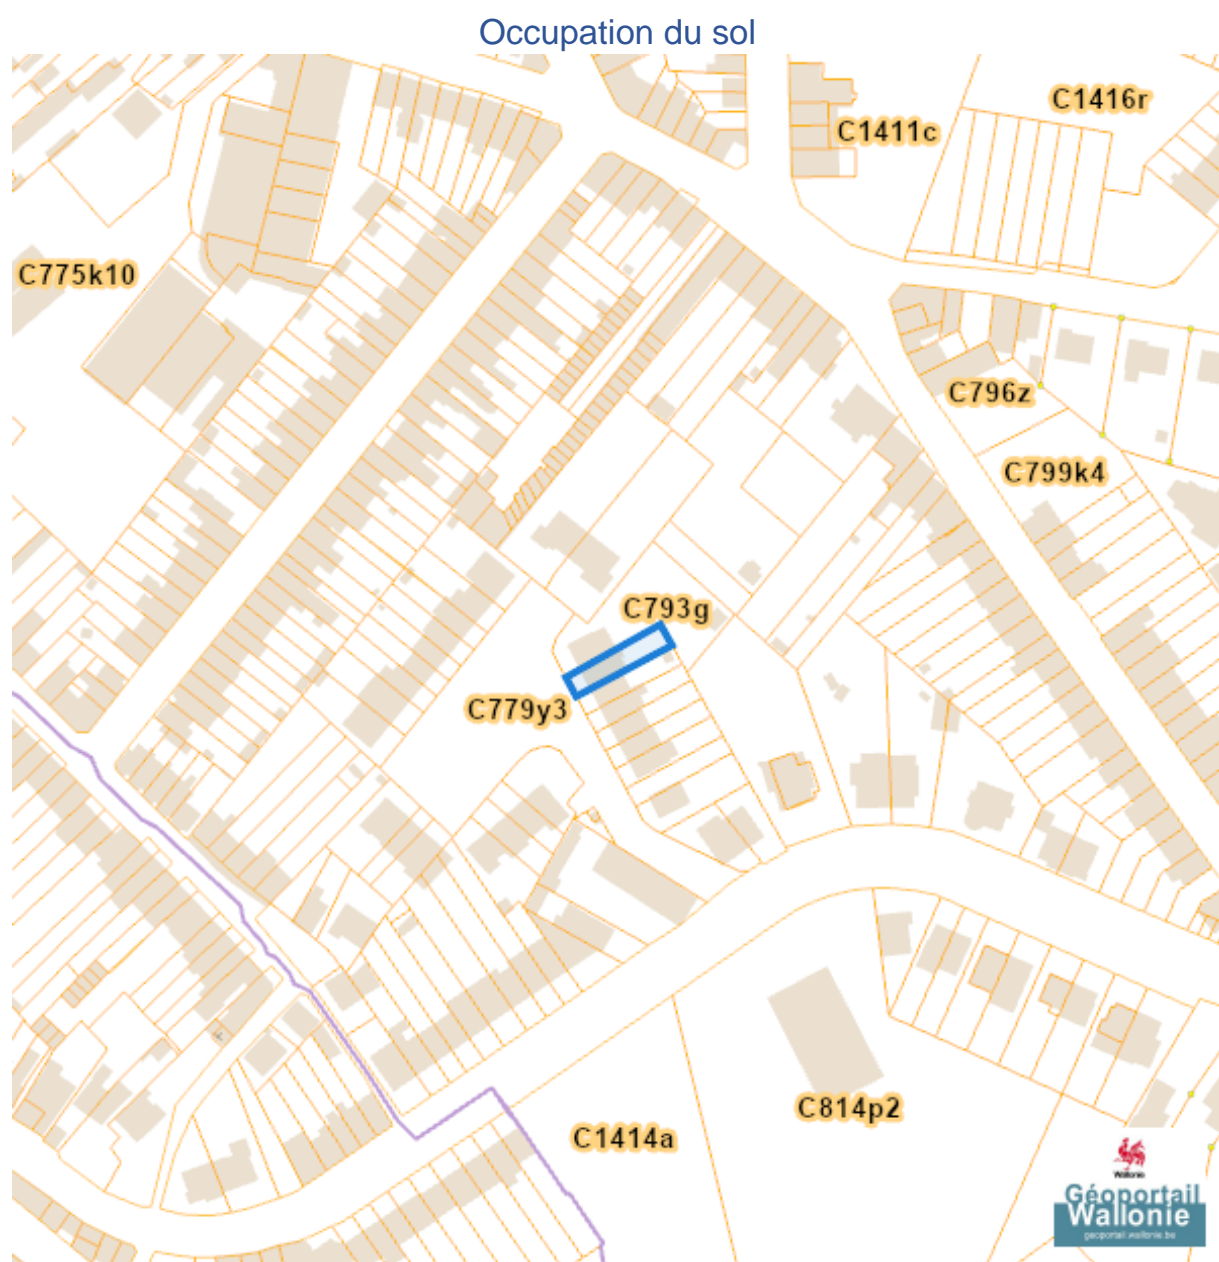 Occupation du sol
C1416r
C1411c
C775k10
C796z
C799k4
C793g
C779y3
C814p2
C1414a
Wallonie
Géoportail
Wallonie
geoportail.wallonie.be